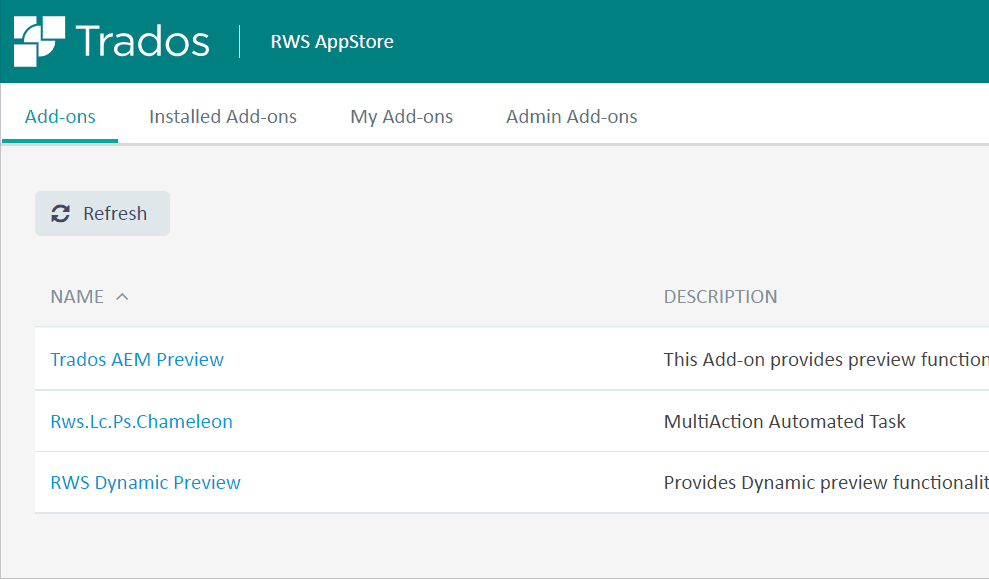 Trados RWS AppStore
Add-ons Installed Add-ons My Add-ons Admin Add-ons
Refresh
NAME DESCRIPTION
Trados AEM Preview This Add-on provides preview function
Rws.Lc.Ps.Chameleon MultiAction Automated Task
RWS Dynamic Preview Provides Dynamic preview functionalit